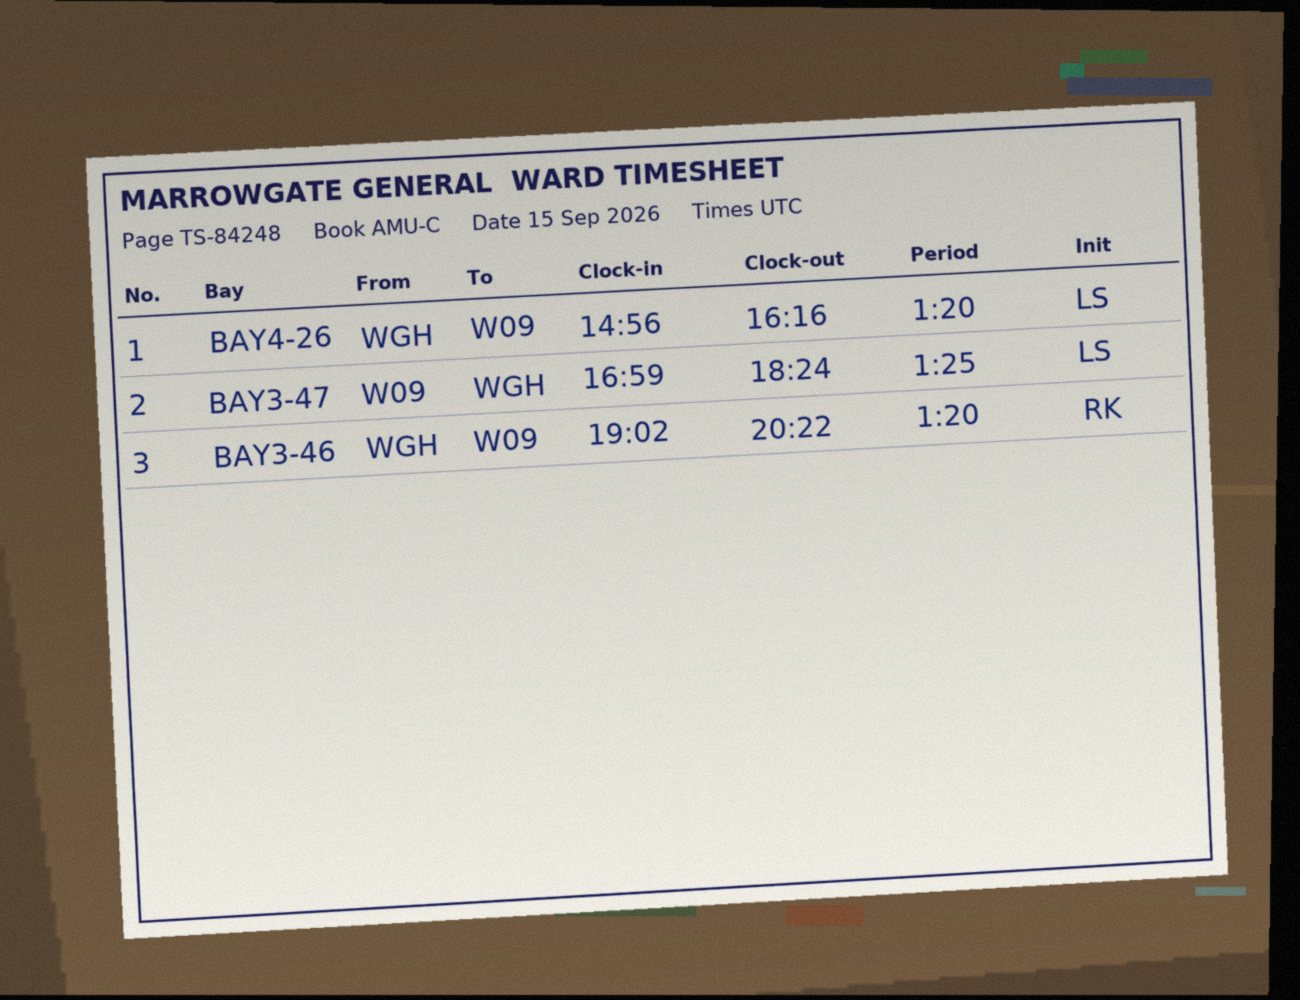 MARROWGATE GENERAL WARD TIMESHEET
Page TS-84248 Book AMU-C Date 15 Sep 2026 Times UTC
No. Bay From To Clock-in Clock-out Period Init
1 BAY4-26 WGH W09 14:56 16:16 1:20 LS
2 BAY3-47 W09 WGH 16:59 18:24 1:25 LS
3 BAY3-46 WGH W09 19:02 20:22 1:20 RK